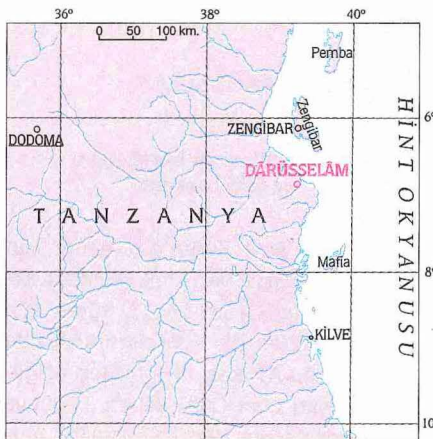 36° 38° 40°
0 50 100 km.
Pemba
6°
ZENGİBAR
Zengibar
DODOMA
DÂRÜSSELÂM
HİNT OKYANUSU
TANZANYA
Mafia
8°
KİLVE
10